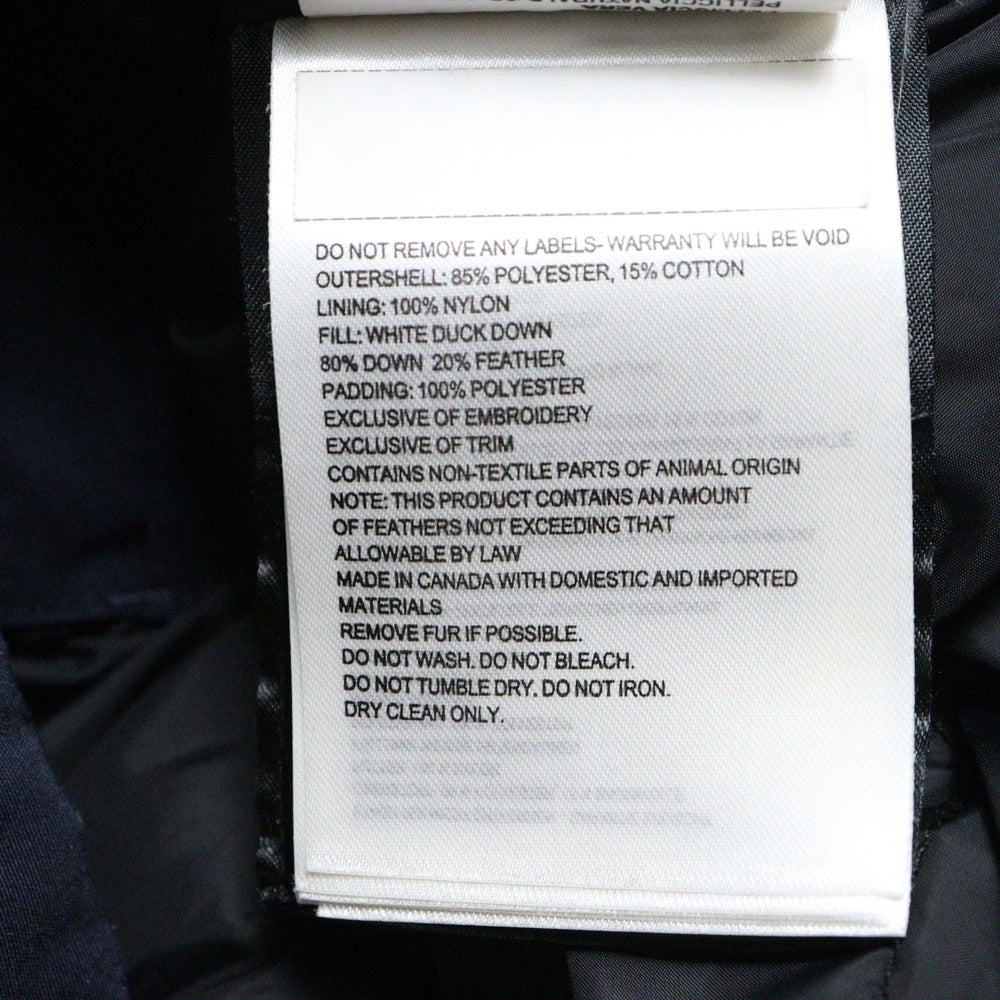 PELLICCIA NATURALE
PELLICCIA VERA
DO NOT REMOVE ANY LABELS- WARRANTY WILL BE VOID
OUTERSHELL: 85% POLYESTER, 15% COTTON
LINING: 100% NYLON
FILL: WHITE DUCK DOWN
80% DOWN 20% FEATHER
PADDING: 100% POLYESTER
EXCLUSIVE OF EMBROIDERY
EXCLUSIVE OF TRIM
CONTAINS NON-TEXTILE PARTS OF ANIMAL ORIGIN
NOTE: THIS PRODUCT CONTAINS AN AMOUNT
OF FEATHERS NOT EXCEEDING THAT
ALLOWABLE BY LAW
MADE IN CANADA WITH DOMESTIC AND IMPORTED
MATERIALS
REMOVE FUR IF POSSIBLE.
DO NOT WASH. DO NOT BLEACH.
DO NOT TUMBLE DRY. DO NOT IRON.
DRY CLEAN ONLY.